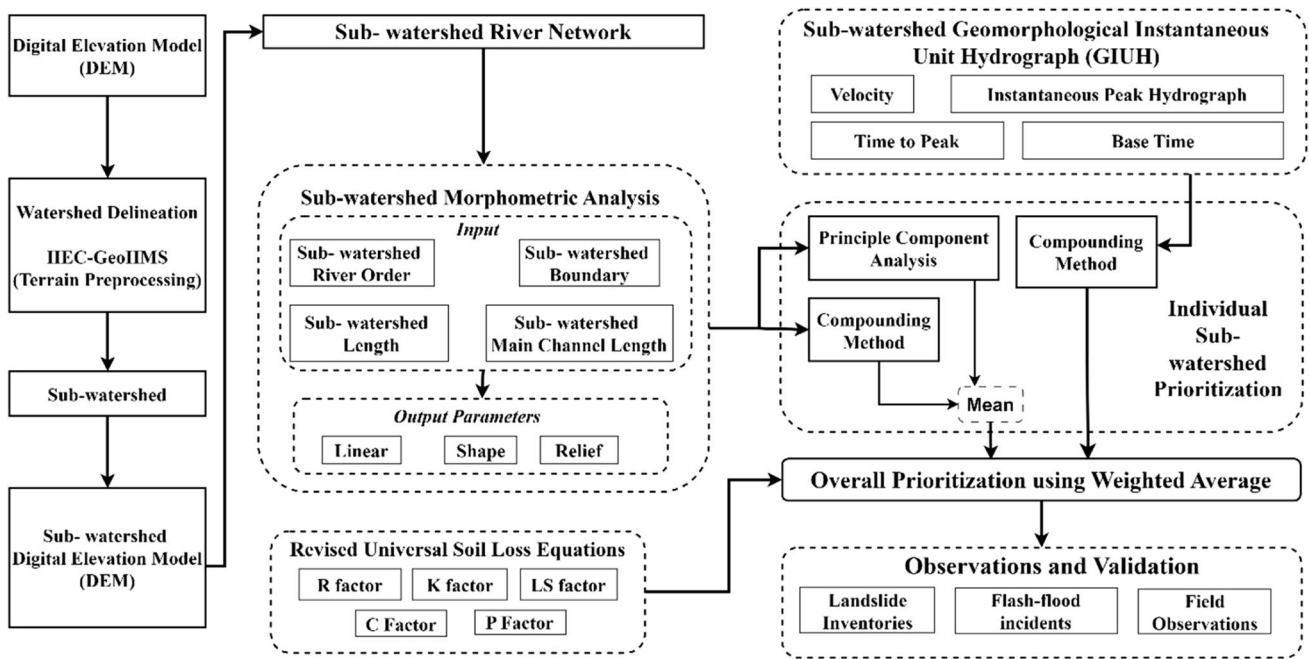 Digital Elevation Model
(DEM)
Watershed Delineation
IIEC-GeoIIMS
(Terrain Preprocessing)
Sub-watershed
Sub- watershed
Digital Elevation Model
(DEM)
Sub- watershed River Network
Sub-watershed Morphometric Analysis
Input
Sub- watershed
River Order
Sub- watershed
Boundary
Sub- watershed
Length
Sub- watershed
Main Channel Length
Output Parameters
Linear
Shape
Relief
Revised Universal Soil Loss Equations
R factor
K factor
LS factor
C Factor
P Factor
Sub-watershed Geomorphological Instantaneous
Unit Hydrograph (GIUH)
Velocity
Instantaneous Peak Hydrograph
Time to Peak
Base Time
Principle Component
Analysis
Compounding
Method
Compounding
Method
Mean
Individual
Sub-
watershed
Prioritization
Overall Prioritization using Weighted Average
Observations and Validation
Landslide
Inventories
Flash-flood
incidents
Field
Observations